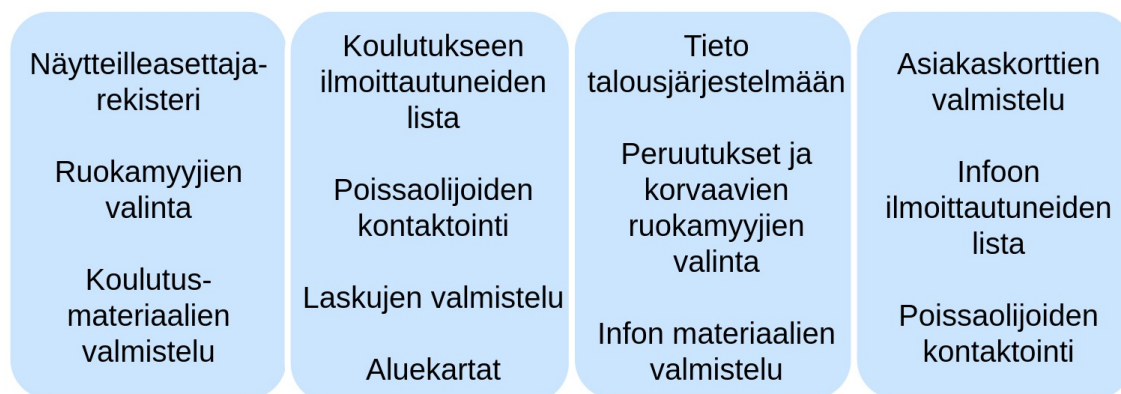 Näytteilleasettaja-
rekisteri
Ruokamyyjien
valinta
Koulutus-
materiaalien
valmistelu
Koulutukseen
ilmoittautuneiden
lista
Poissaolijoiden
kontaktointi
Laskujen valmistelu
Aluekartat
Tieto
talousjärjestelmään
Peruutukset ja
korvaavien
ruokamyyjien
valinta
Infon materiaalien
valmistelu
Asiakaskorttien
valmistelu
Infoon
ilmoittautuneiden
lista
Poissaolijoiden
kontaktointi